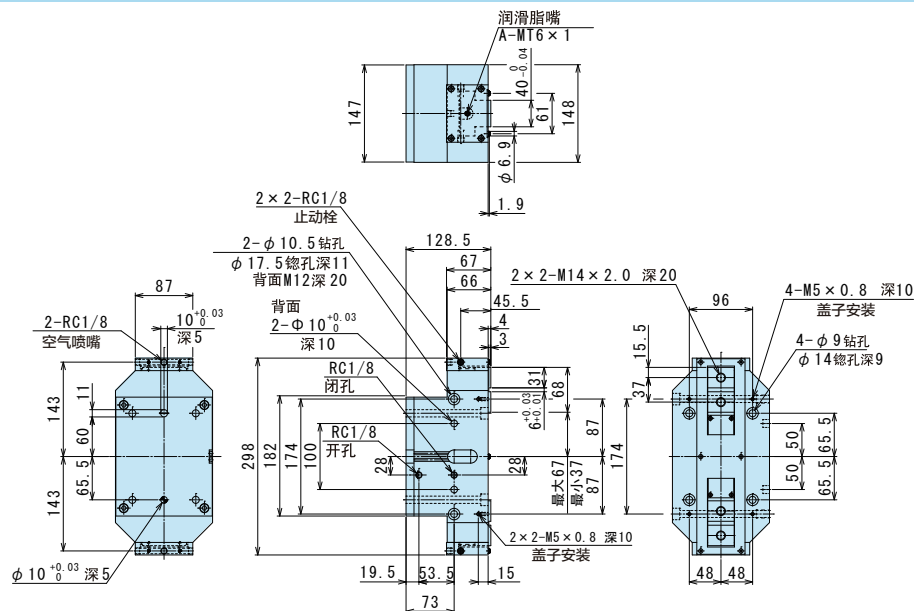 润滑脂嘴
A-MT6×1
147
40 0 -0.04
61
148
φ6.9
1.9
2×2-RC1/8
止动栓
128.5
2-φ10.5钻孔
φ17.5锪孔深11
背面M12深20
67
66
2×2-M14×2.0 深20
4-M5×0.8 深10
盖子安装
87
45.5
96
背面
2-Φ10 +0.03 0
深10
4
3
2-RC1/8
空气喷嘴
10 +0.03 0
深5
15.5
4-φ9钻孔
φ14锪孔深9
RC1/8
闭孔
31
68
37
6 +0.03 +0.01
11
143
60
RC1/8
开孔
298
182
174
100
28
28
最大67
最小37
87
87
174
50
65.5
143
65.5
50
65.5
2×2-M5×0.8 深10
盖子安装
φ10 +0.03 0 深5
19.5
53.5
15
73
48
48